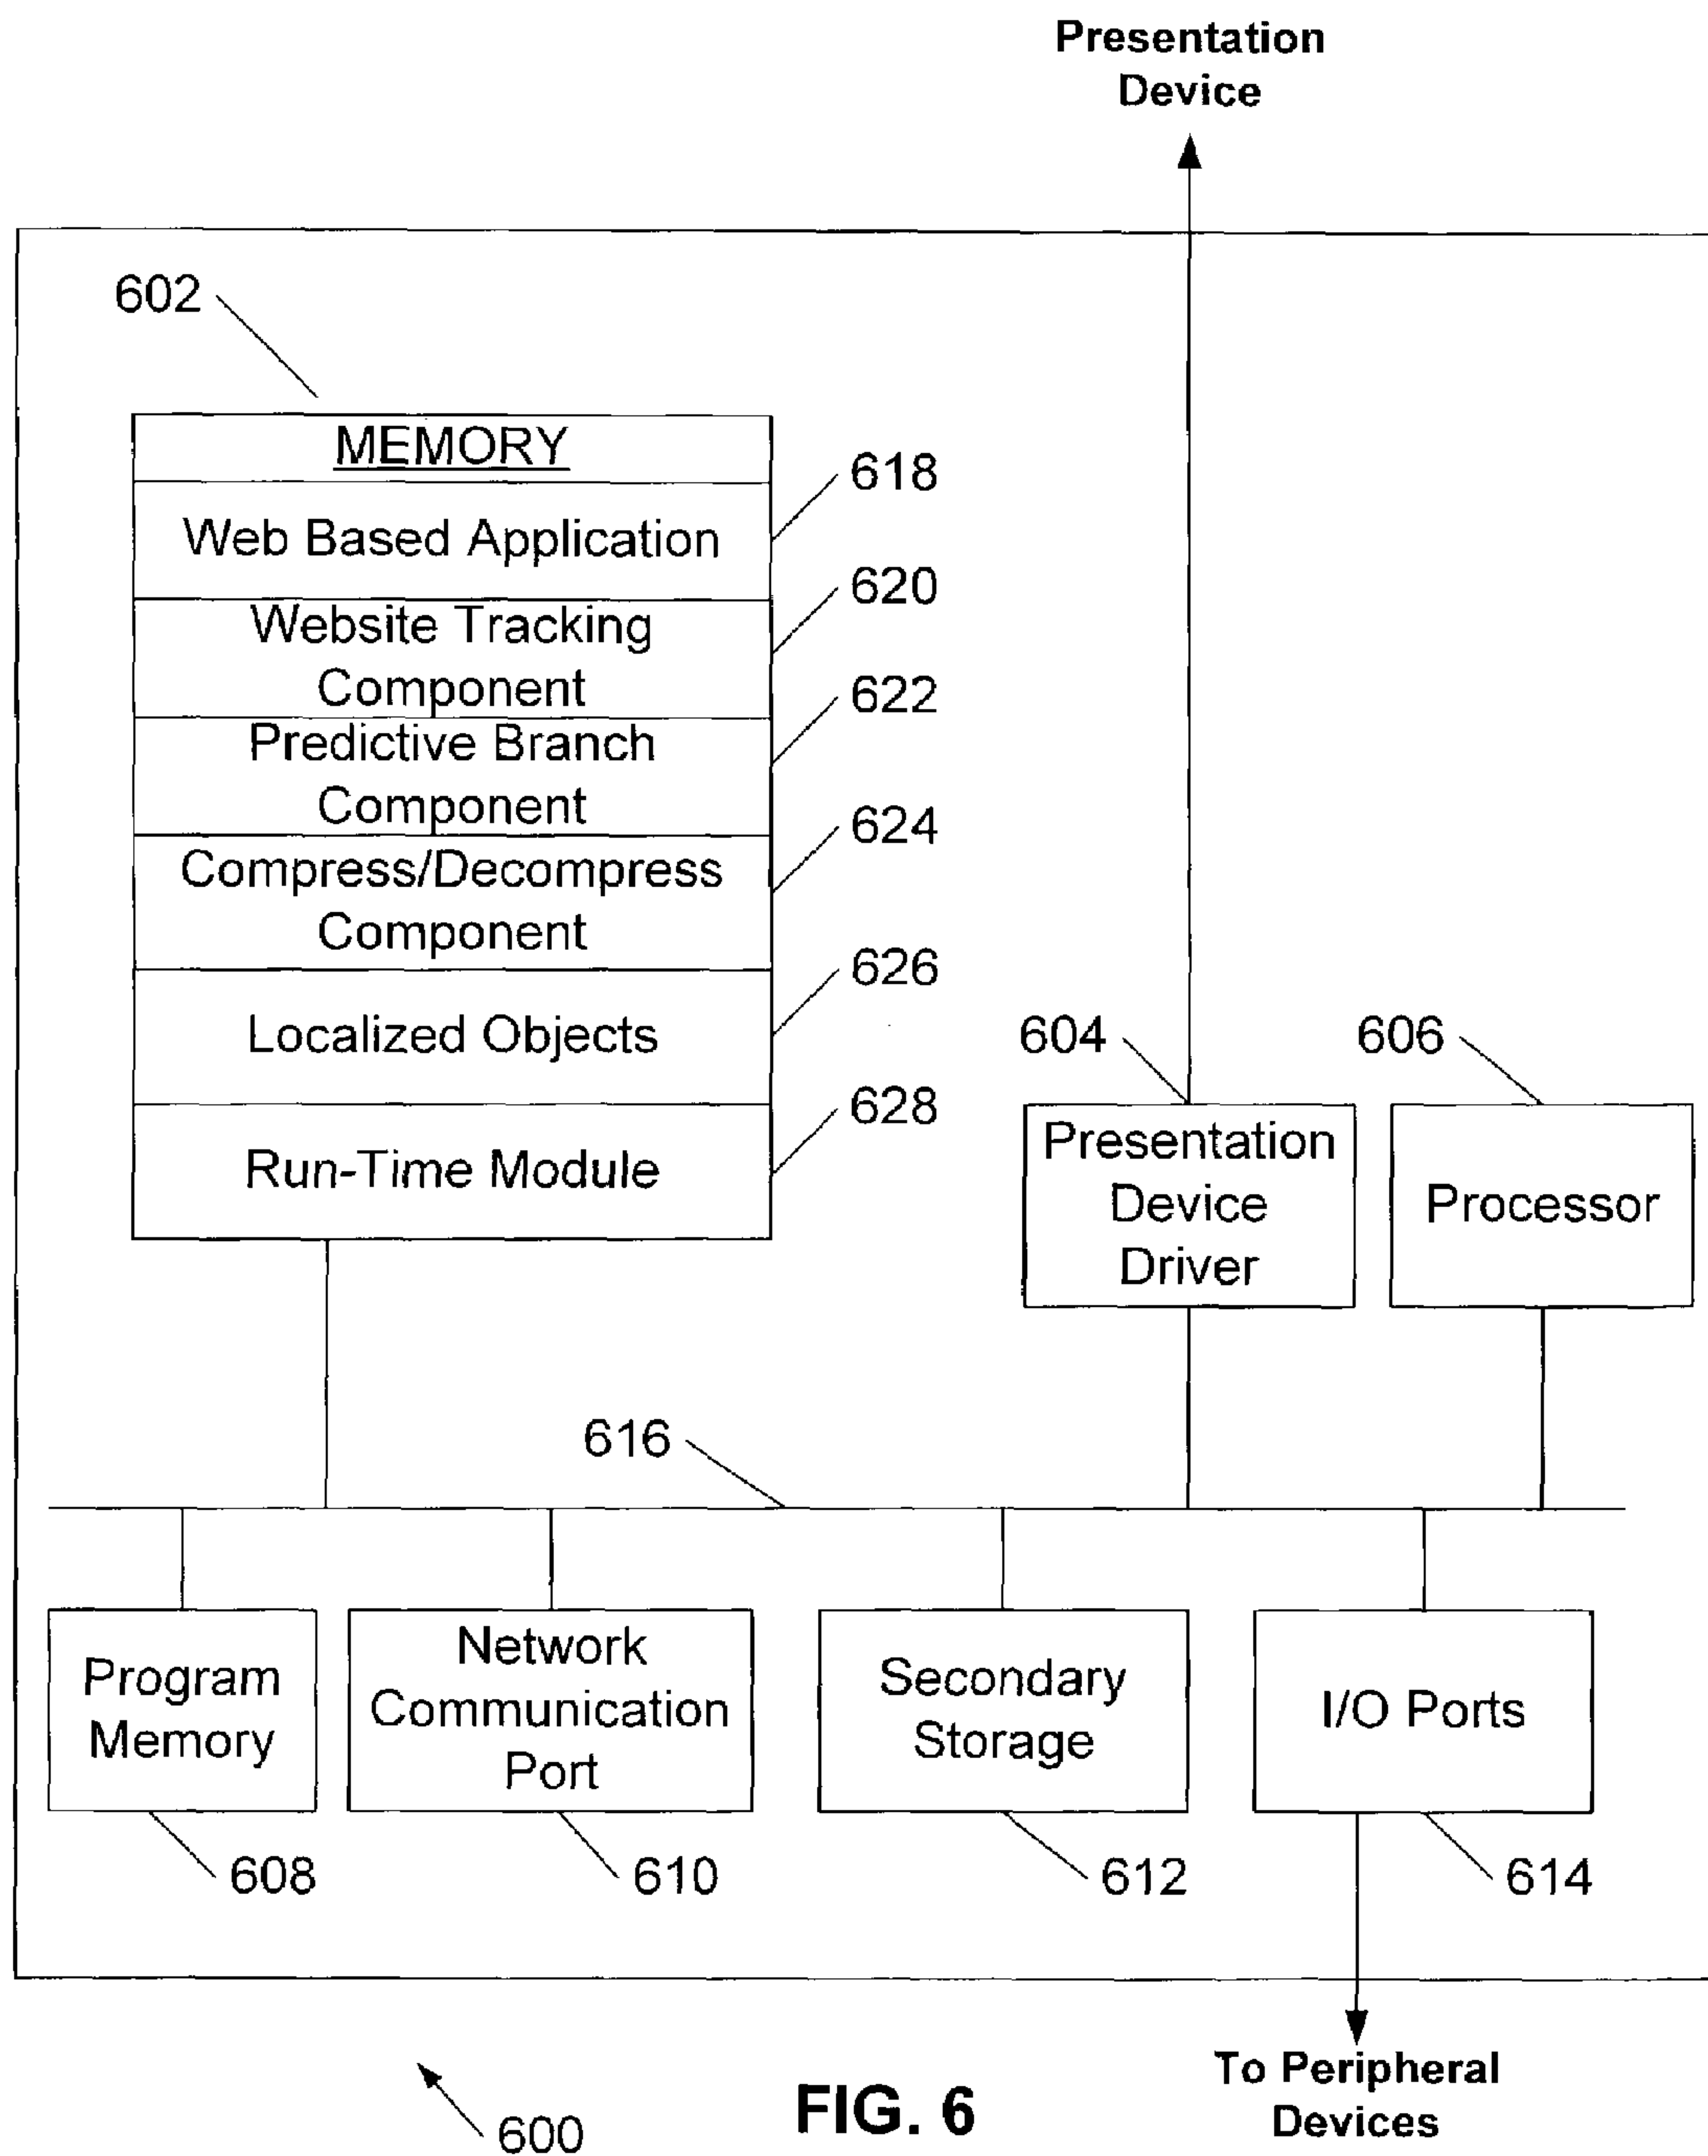 Presentation
Device
602
MEMORY
618
Web Based Application
620
Website Tracking
Component
622
Predictive Branch
Component
624
Compress/Decompress
Component
626
Localized Objects
628
Run-Time Module
604
606
Presentation
Device
Driver
Processor
616
Program
Memory
Network
Communication
Port
Secondary
Storage
I/O Ports
608
610
612
614
To Peripheral
Devices
FIG. 6
600